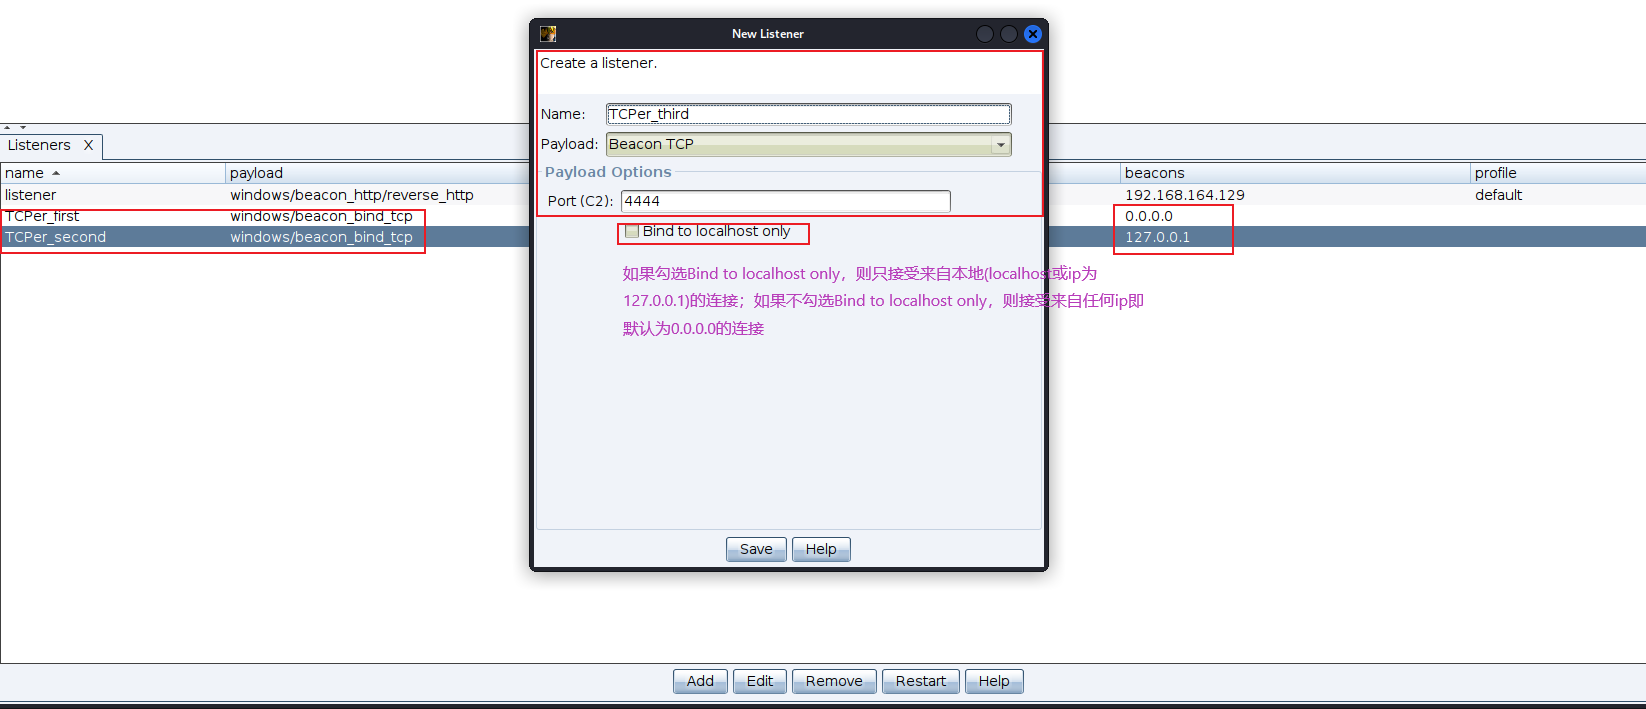 New Listener
Create a listener.
Name: TCPer_third
Payload: Beacon TCP
Payload Options
Port (C2): 4444
Bind to localhost only
如果勾选Bind to localhost only，则只接受来自本地(localhost或ip为
127.0.0.1)的连接；如果不勾选Bind to localhost only，则接受来自任何ip即
默认为0.0.0.0的连接
Save Help
Listeners X
name payload beacons profile
listener windows/beacon_http/reverse_http 192.168.164.129 default
TCPer_first windows/beacon_bind_tcp 0.0.0.0
TCPer_second windows/beacon_bind_tcp 127.0.0.1
Add Edit Remove Restart Help